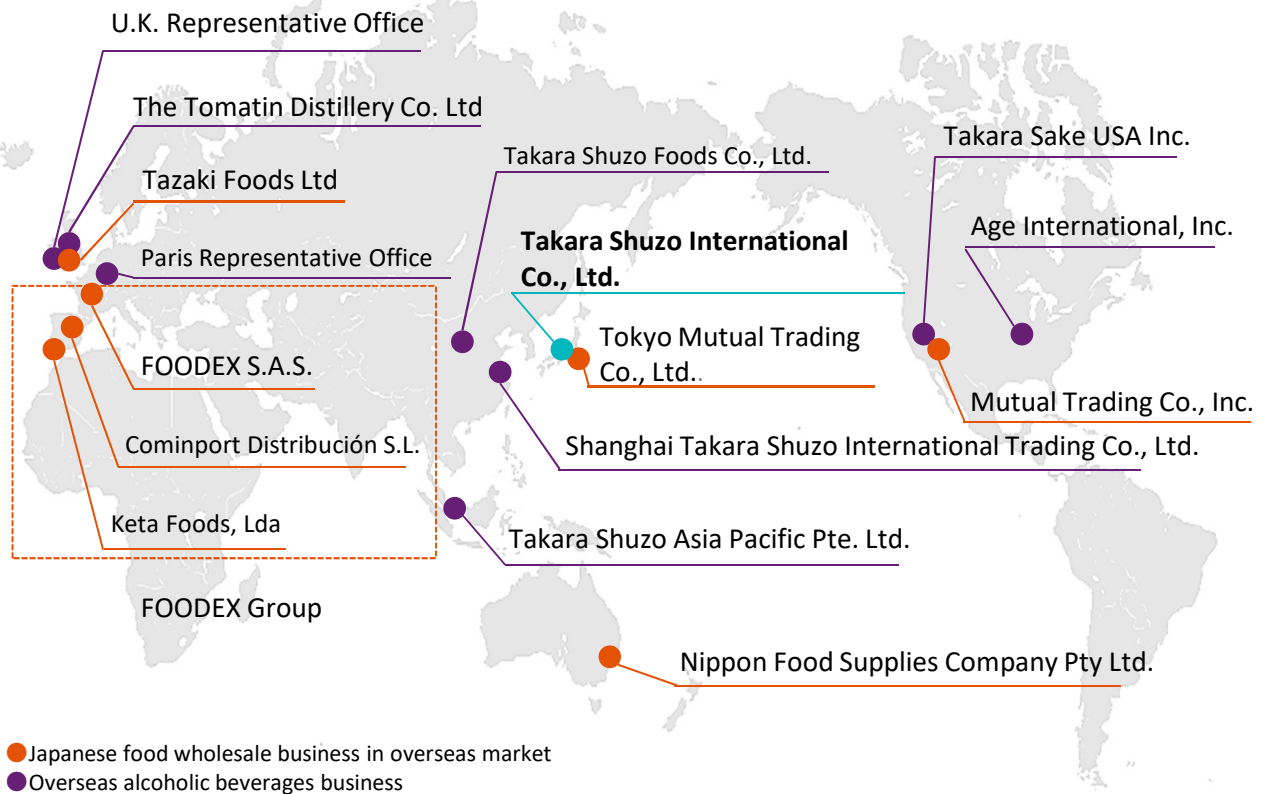 U.K. Representative Office
The Tomatin Distillery Co. Ltd
Tazaki Foods Ltd
Paris Representative Office
FOODEX S.A.S.
Cominport Distribución S.L.
Keta Foods, Lda
FOODEX Group
Takara Shuzo Foods Co., Ltd.
Takara Shuzo International
Co., Ltd.
Tokyo Mutual Trading
Co., Ltd..
Shanghai Takara Shuzo International Trading Co., Ltd.
Takara Shuzo Asia Pacific Pte. Ltd.
Nippon Food Supplies Company Pty Ltd.
Takara Sake USA Inc.
Age International, Inc.
Mutual Trading Co., Inc.
Japanese food wholesale business in overseas market
Overseas alcoholic beverages business